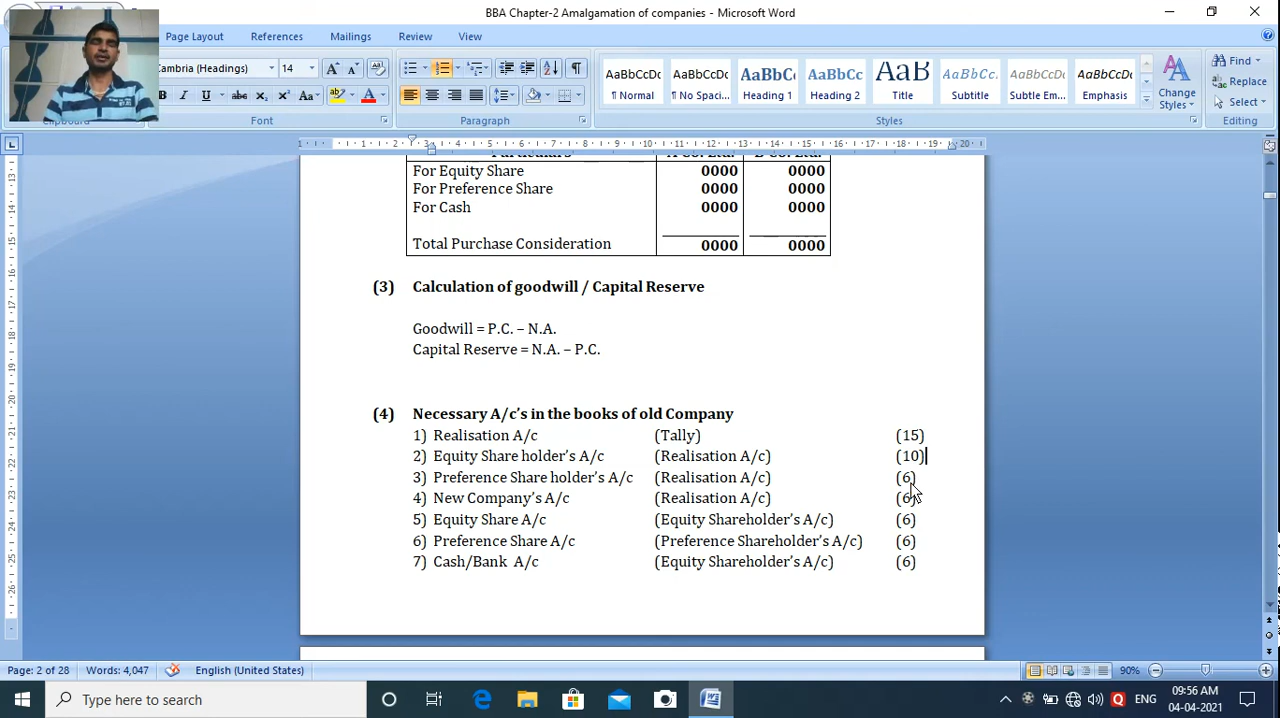 BBA Chapter-2 Amalgamation of companies - Microsoft Word
Page Layout References Mailings Review View
Cambria (Headings) 14
AaBbCcDc AaBbCcDc AaBbC AaBbCc AaB AaBbCc. AaBbCcDc AaBbCcDc
¶ Normal ¶ No Spaci... Heading 1 Heading 2 Title Subtitle Subtle Em... Emphasis
Change Styles
Find
Replace
Select
Font Paragraph Styles Editing
Particulars A Co. Ltd. B Co. Ltd.
For Equity Share 0000 0000
For Preference Share 0000 0000
For Cash 0000 0000
Total Purchase Consideration 0000 0000
(3) Calculation of goodwill / Capital Reserve
Goodwill = P.C. – N.A.
Capital Reserve = N.A. – P.C.
(4) Necessary A/c's in the books of old Company
1) Realisation A/c (Tally) (15)
2) Equity Share holder's A/c (Realisation A/c) (10)
3) Preference Share holder's A/c (Realisation A/c) (6)
4) New Company's A/c (Realisation A/c) (6)
5) Equity Share A/c (Equity Shareholder's A/c) (6)
6) Preference Share A/c (Preference Shareholder's A/c) (6)
7) Cash/Bank A/c (Equity Shareholder's A/c) (6)
Page: 2 of 28 Words: 4,047 English (United States) 90%
Type here to search
ENG
09:56 AM
04-04-2021